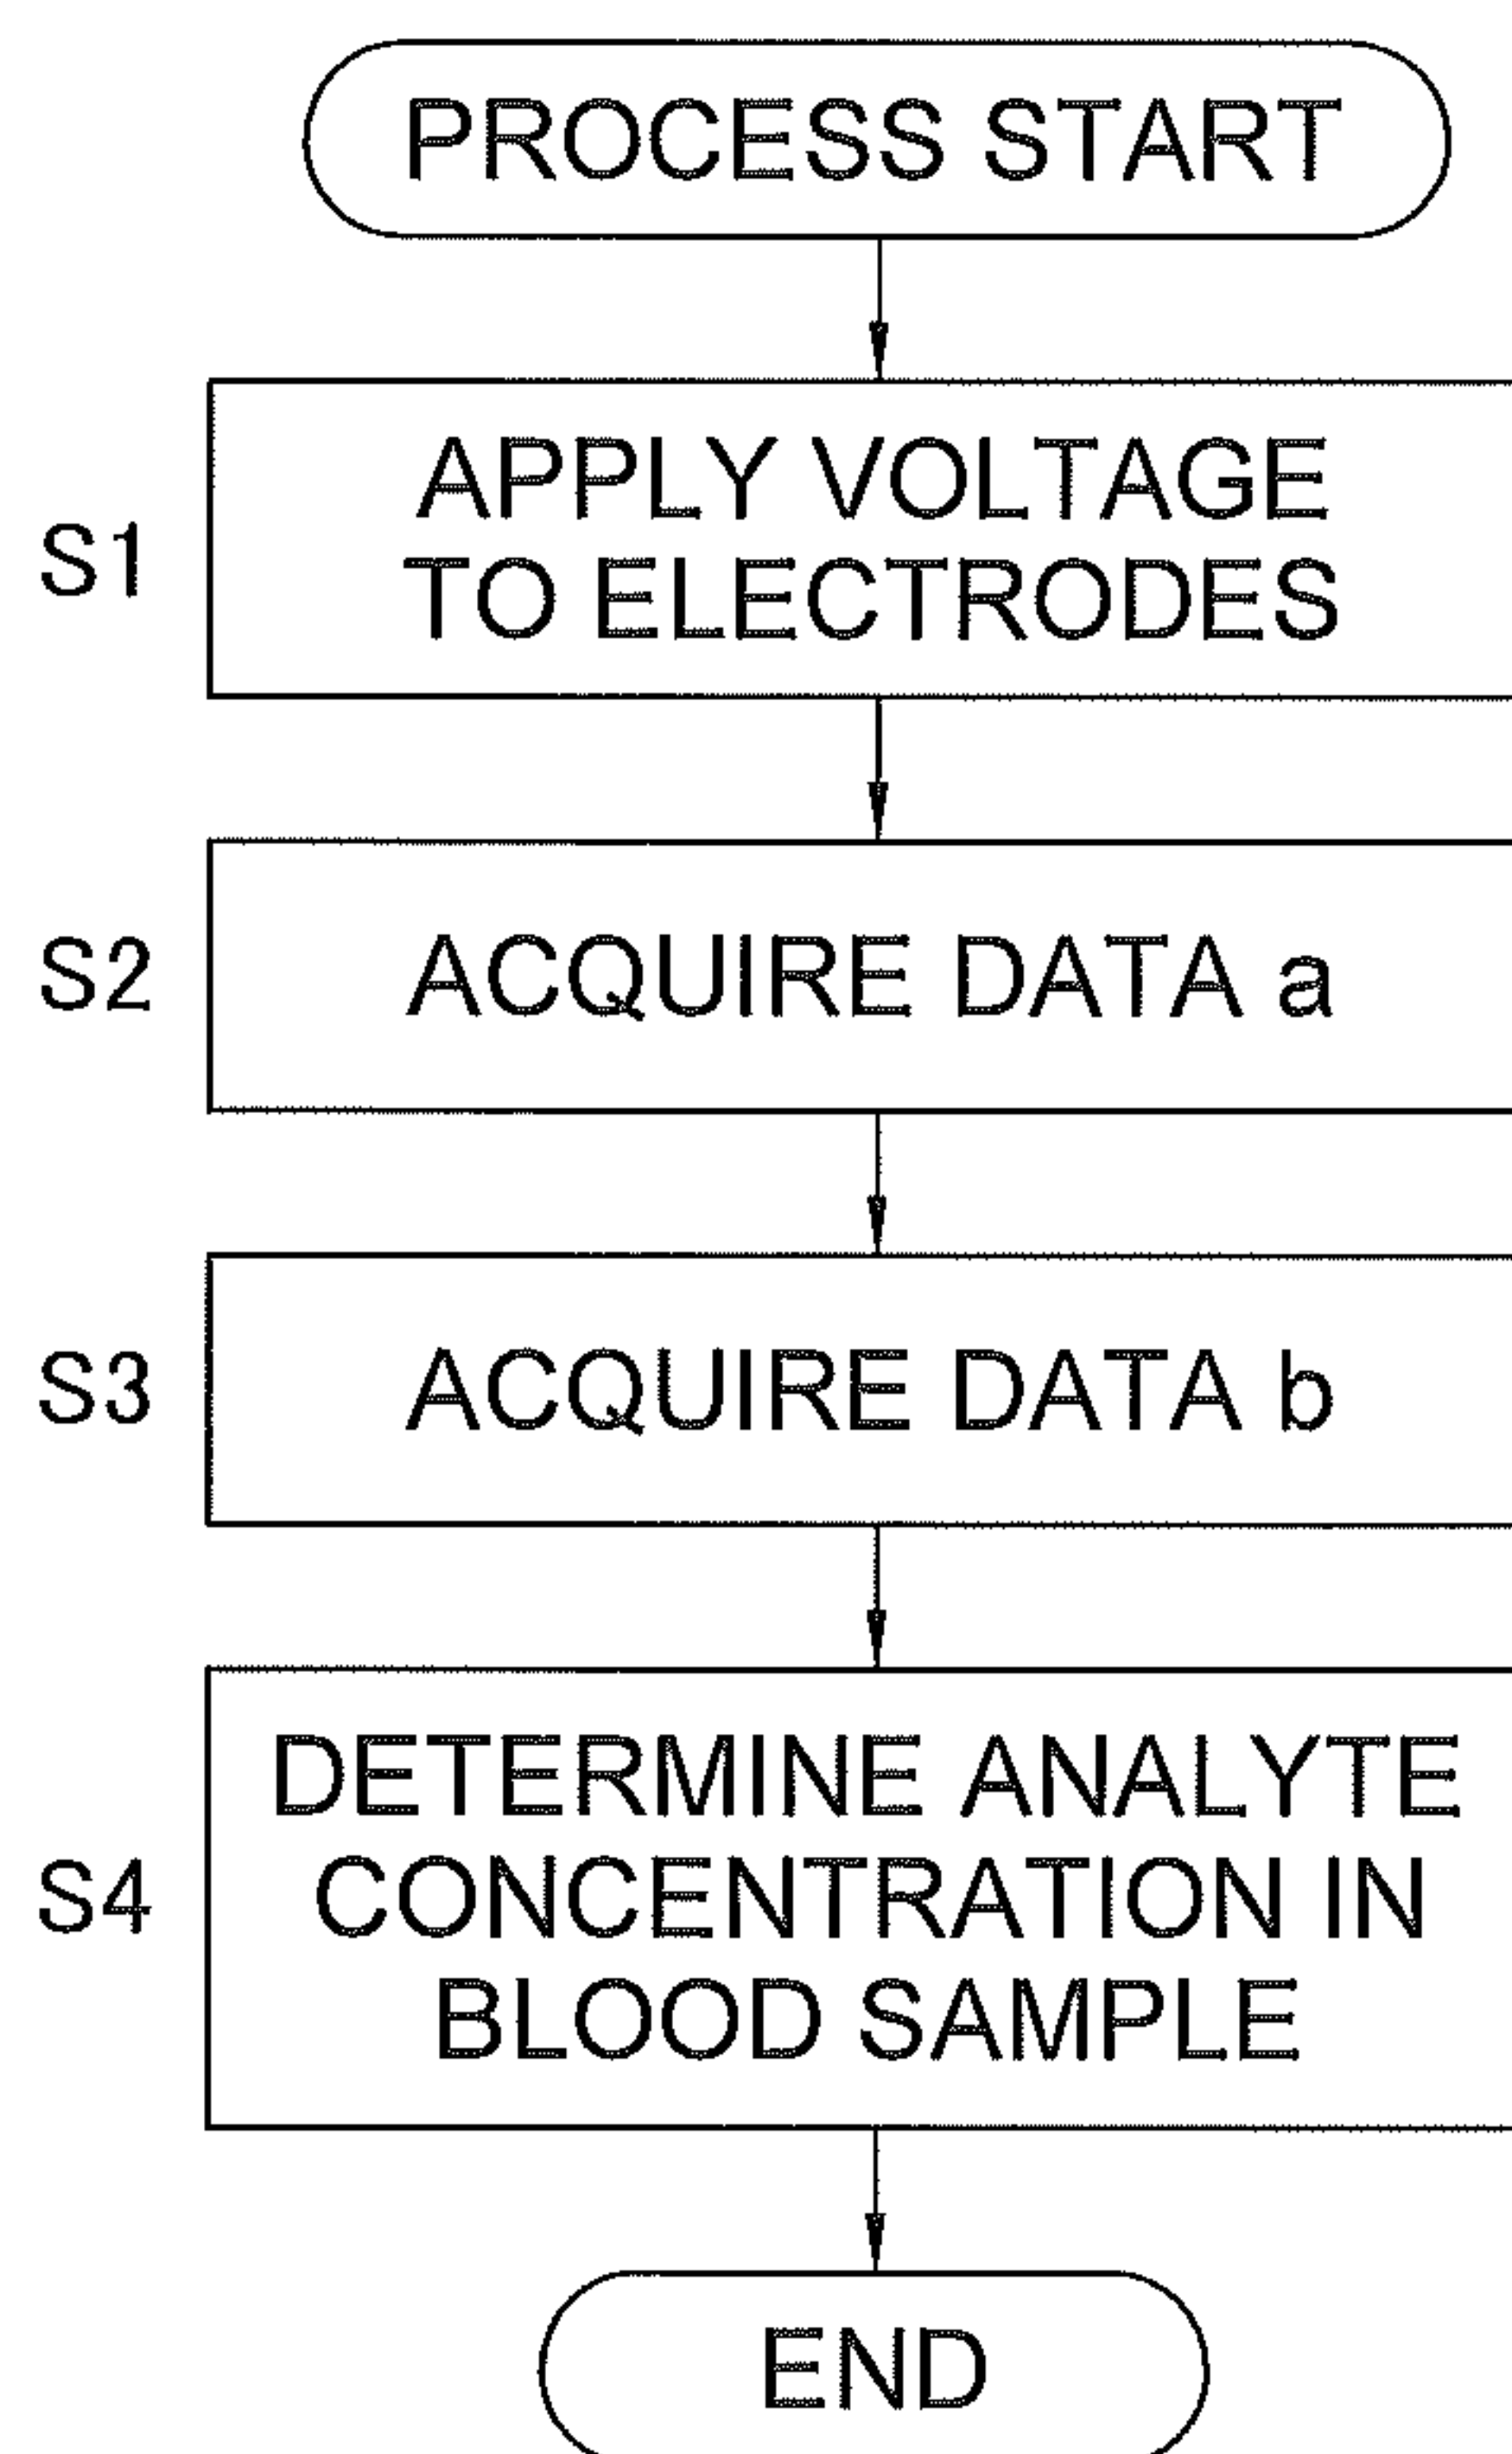 PROCESS START
S1
APPLY VOLTAGE
TO ELECTRODES
S2
ACQUIRE DATA a
S3
ACQUIRE DATA b
S4
DETERMINE ANALYTE
CONCENTRATION IN
BLOOD SAMPLE
END